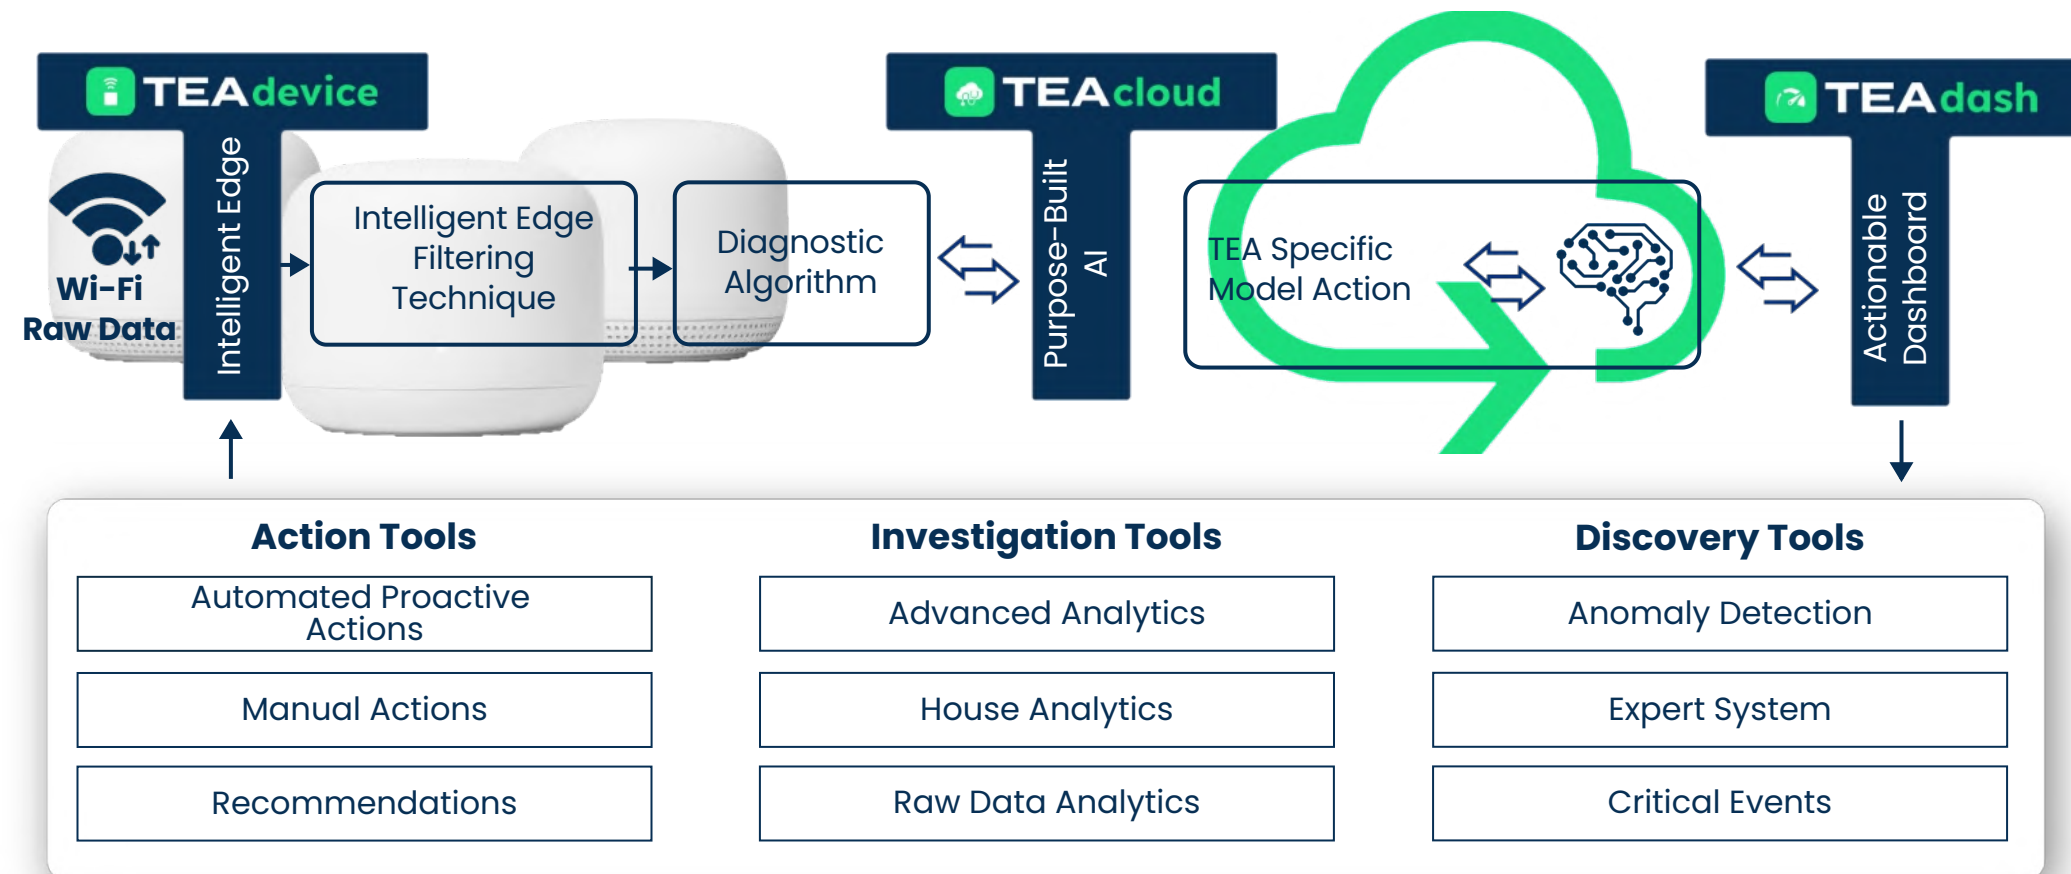 TEAdevice
TEAcloud
TEAdash
Wi-Fi
Raw Data
Intelligent Edge
Intelligent Edge
Filtering
Technique
Diagnostic
Algorithm
Purpose-Built
AI
TEA Specific
Model Action
Actionable
Dashboard
Action Tools
Automated Proactive
Actions
Manual Actions
Recommendations
Investigation Tools
Advanced Analytics
House Analytics
Raw Data Analytics
Discovery Tools
Anomaly Detection
Expert System
Critical Events